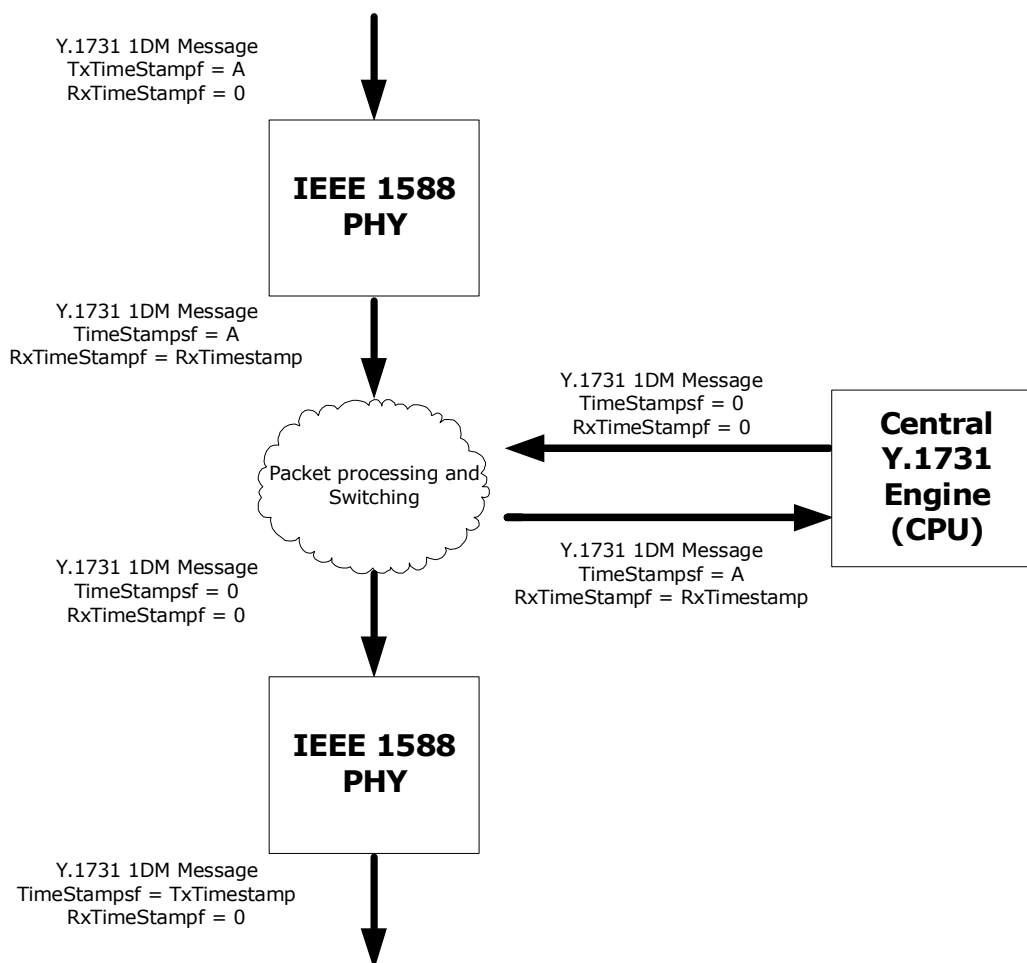 Y.1731 1DM Message
TxTimeStampf = A
RxTimeStampf = 0
IEEE 1588
PHY
Y.1731 1DM Message
TimeStampsf = A
RxTimeStampf = RxTimestamp
Y.1731 1DM Message
TimeStampsf = 0
RxTimeStampf = 0
Central
Y.1731
Engine
(CPU)
Packet processing and
Switching
Y.1731 1DM Message
TimeStampsf = A
RxTimeStampf = RxTimestamp
Y.1731 1DM Message
TimeStampsf = 0
RxTimeStampf = 0
IEEE 1588
PHY
Y.1731 1DM Message
TimeStampsf = TxTimestamp
RxTimeStampf = 0